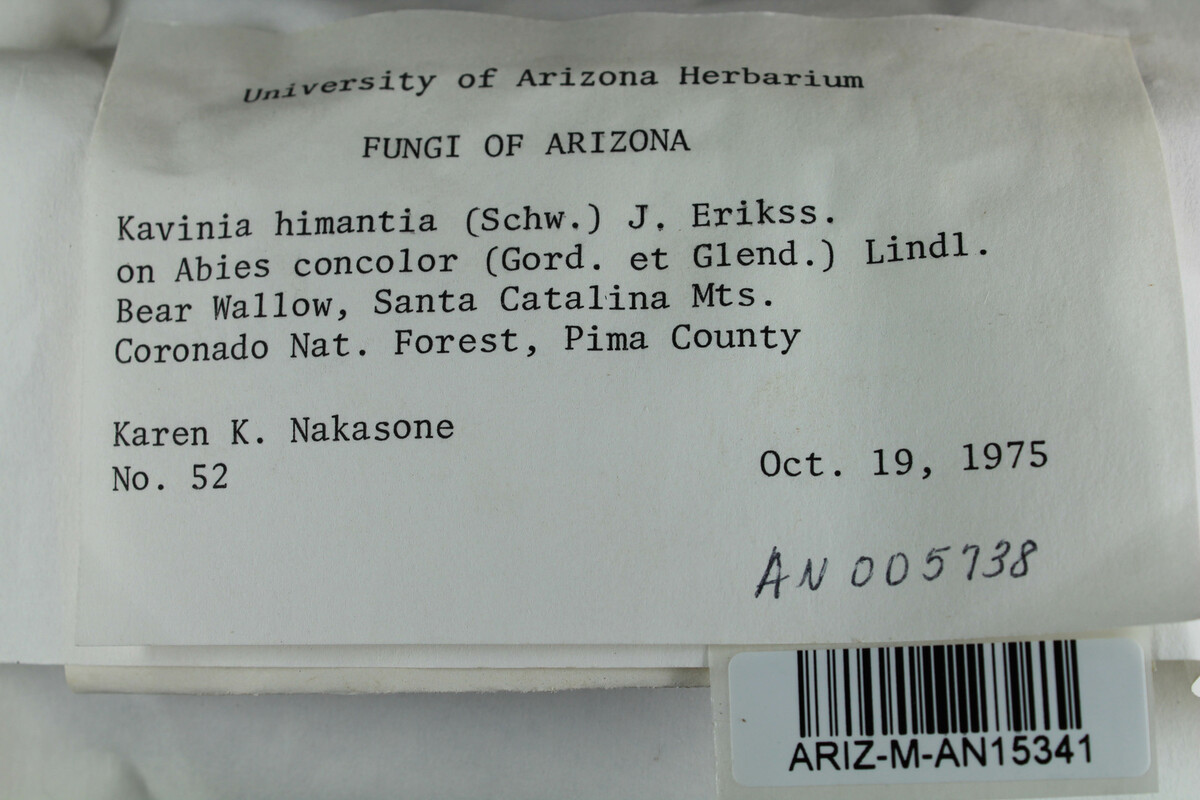 University of Arizona Herbarium
FUNGI OF ARIZONA
Kavinia himantia (Schw.) J. Erikss.
on Abies concolor (Gord. et Glend.) Lindl.
Bear Wallow, Santa Catalina Mts.
Coronado Nat. Forest, Pima County
Karen K. Nakasone
No. 52
Oct. 19, 1975
AN 005738
ARIZ-M-AN15341